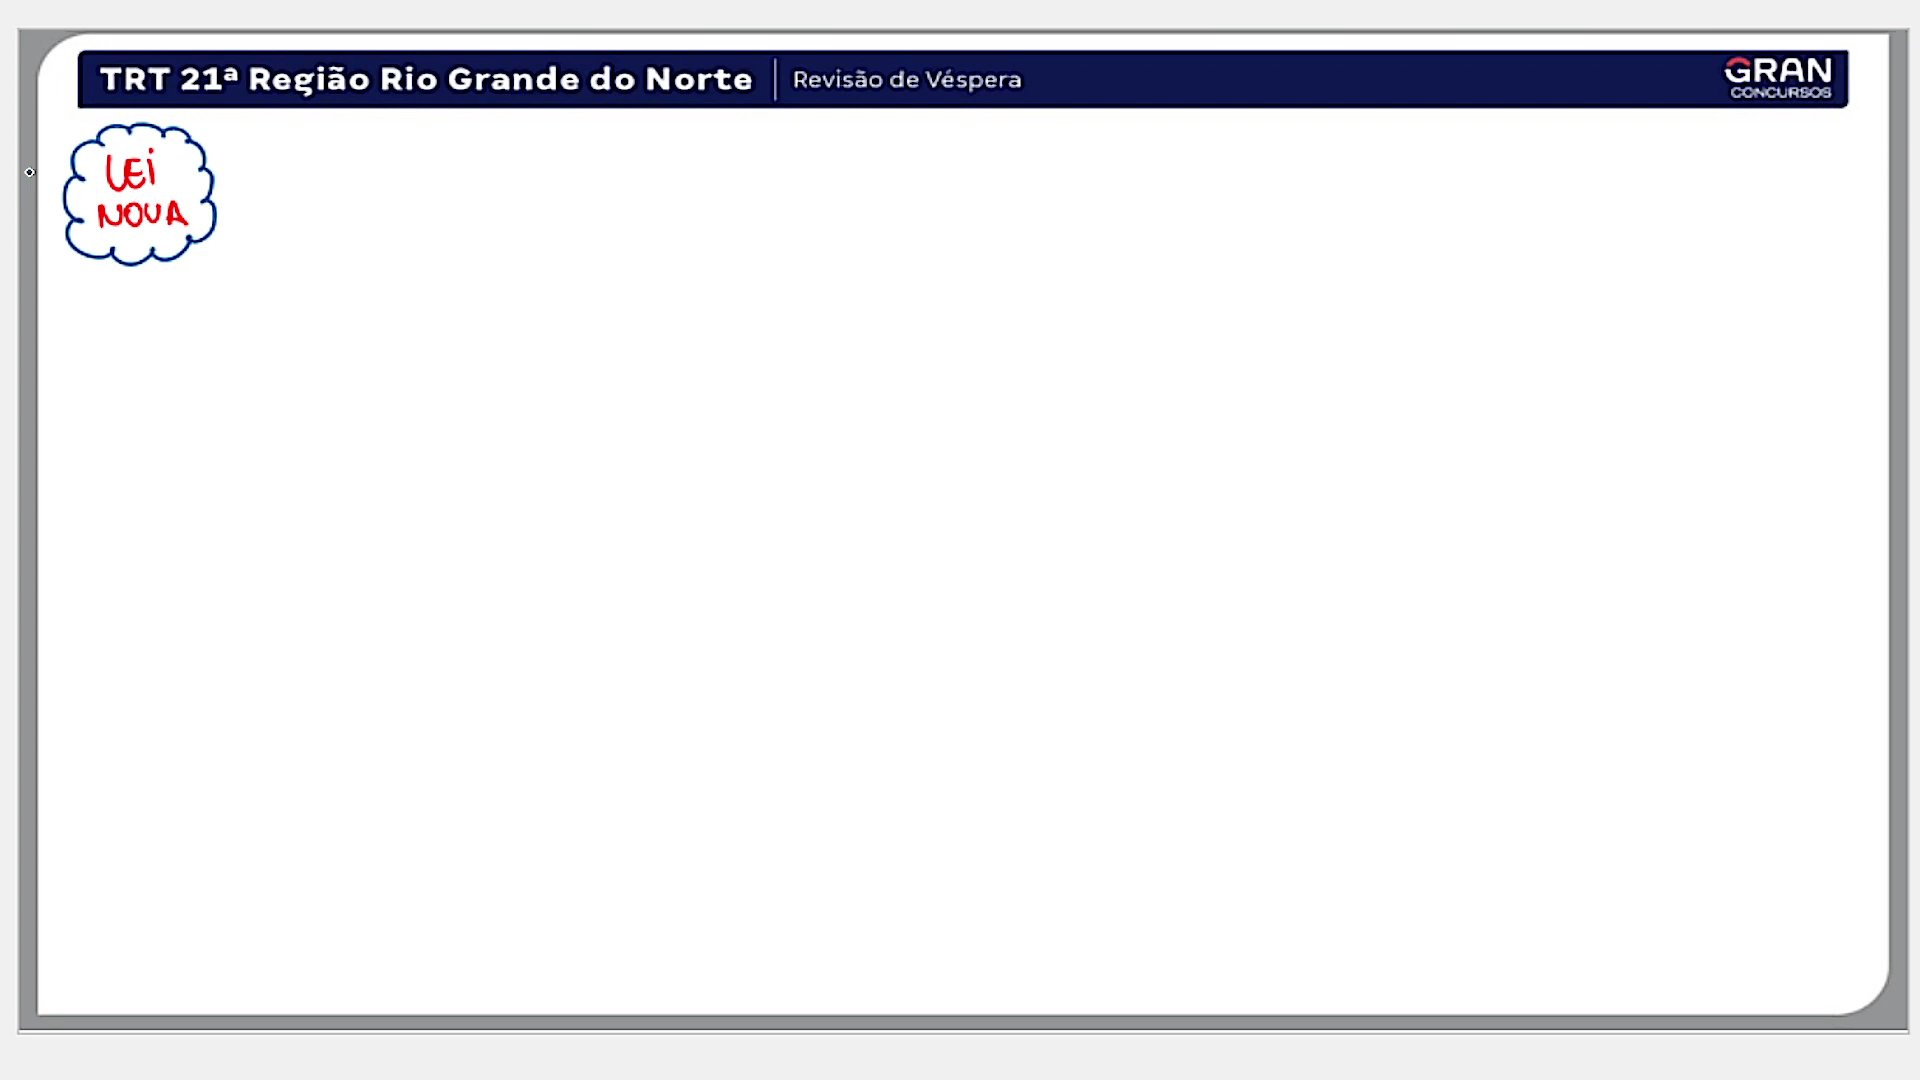 TRT 21ª Região Rio Grande do Norte
Revisão de Véspera
GRAN
CONCURSOS
LEI
NOVA